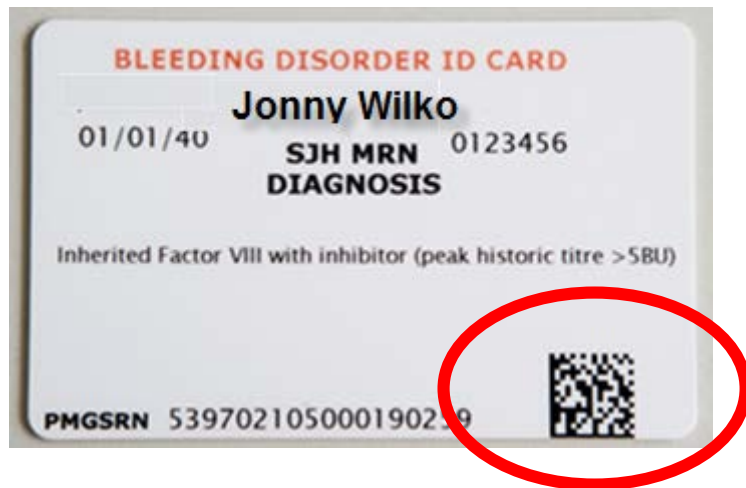 BLEEDING DISORDER ID CARD
Jonny Wilko
01/01/40 SJH MRN 0123456
DIAGNOSIS
Inherited Factor VIII with inhibitor (peak historic titre >5BU)
PMGSRN 539702105000190259